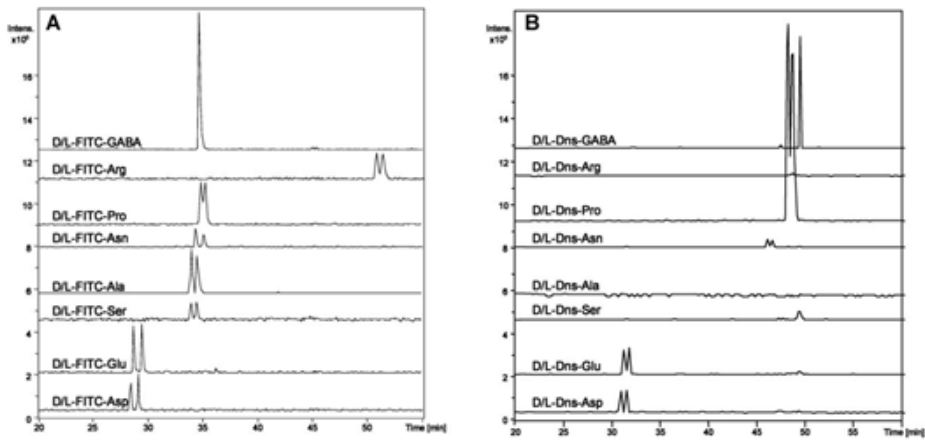 A
Intens.
x10⁶
16
14
D/L-FITC-GABA
12
D/L-FITC-Arg
10
D/L-FITC-Pro
D/L-FITC-Asn
8
D/L-FITC-Ala
6
D/L-FITC-Ser
4
D/L-FITC-Glu
2
D/L-FITC-Asp
0
20 25 30 35 40 45 50 Time [min]
B
Intens.
x10⁶
16
14
D/L-Dns-GABA
12
D/L-Dns-Arg
10
D/L-Dns-Pro
D/L-Dns-Asn
8
D/L-Dns-Ala
6
D/L-Dns-Ser
4
D/L-Dns-Glu
2
D/L-Dns-Asp
0
20 25 30 35 40 45 50 55 Time [min]